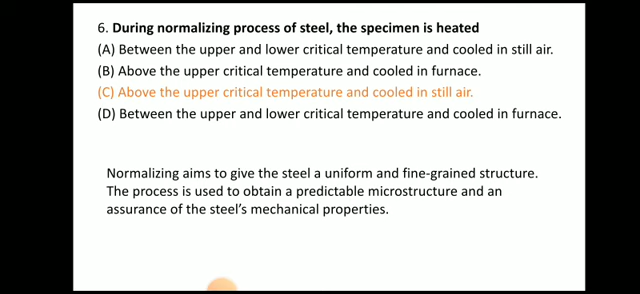 6. During normalizing process of steel, the specimen is heated
(A) Between the upper and lower critical temperature and cooled in still air.
(B) Above the upper critical temperature and cooled in furnace.
(C) Above the upper critical temperature and cooled in still air.
(D) Between the upper and lower critical temperature and cooled in furnace.
Normalizing aims to give the steel a uniform and fine-grained structure.
The process is used to obtain a predictable microstructure and an
assurance of the steel's mechanical properties.